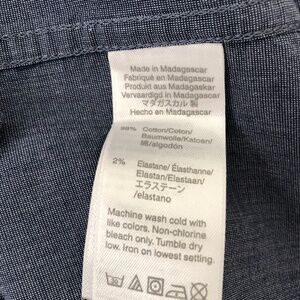 Made in Madagascar
Fabriqué en Madagascar
Produkt aus Madagaskar
Vervaardigd in Madagascar
マダガスカル 製
Hecho en Madagascar
98% Cotton/Coton/
Baumwolle/Katoen/
綿/algodón
2% Elastane/ Élasthanne/
Elastan/Elastaan/
エラステーン/
/elastano
Machine wash cold with
like colors. Non-chlorine
bleach only. Tumble dry
low. Iron on lowest setting.